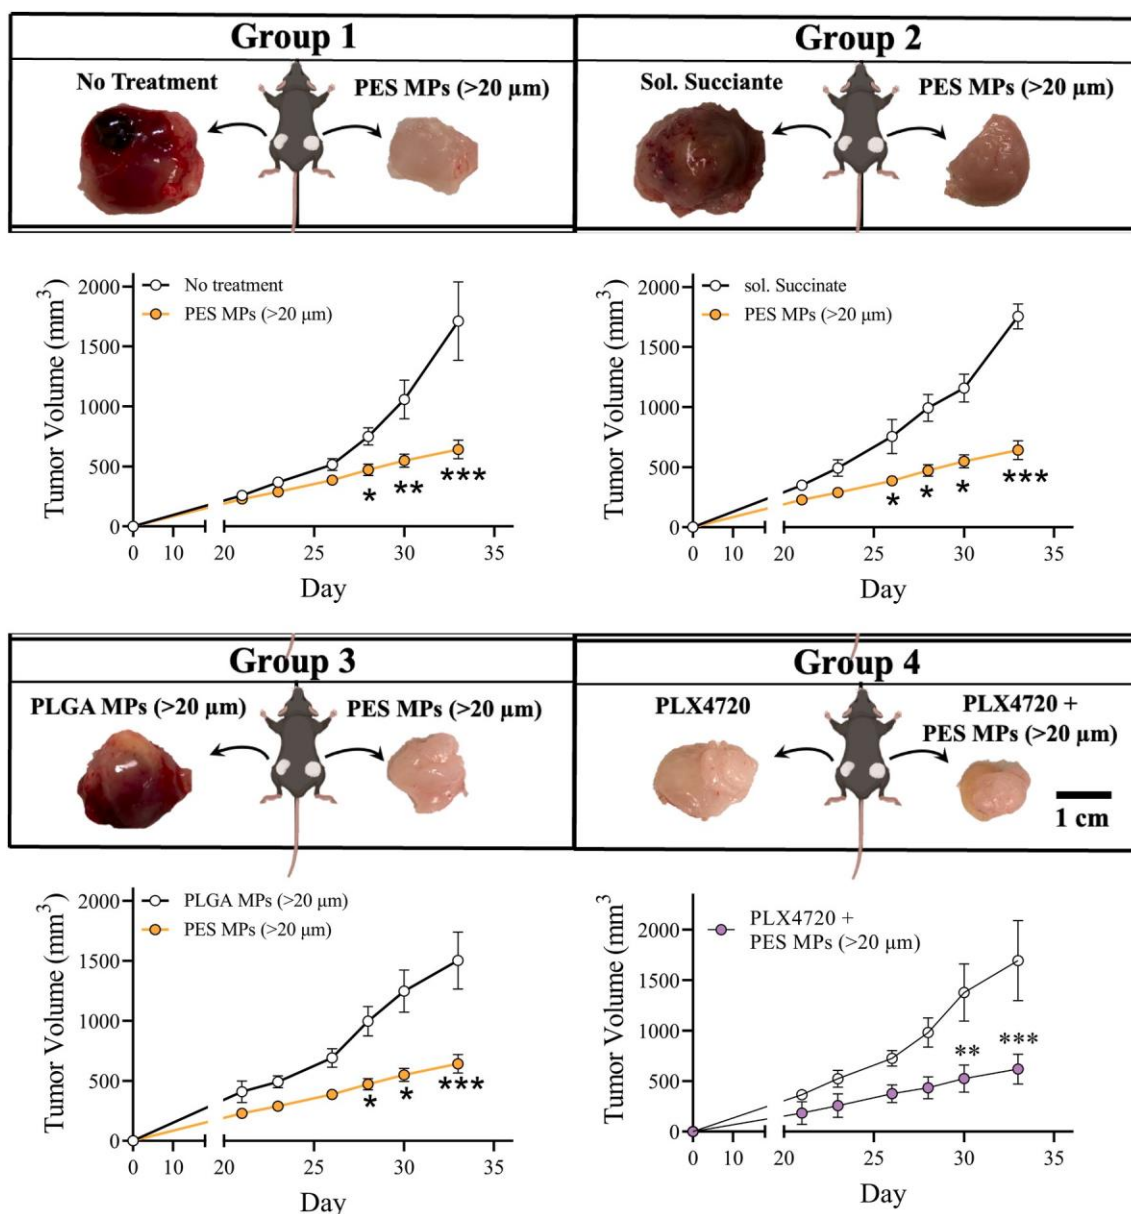 Group 1
No Treatment
PES MPs (>20 μm)
Group 2
Sol. Succiante
PES MPs (>20 μm)
Tumor Volume (mm³)
2000
1500
1000
500
0
No treatment
PES MPs (>20 μm)
*
**
***
0
10
20
25
30
35
Day
Tumor Volume (mm³)
2000
1500
1000
500
0
sol. Succinate
PES MPs (>20 μm)
*
*
*
***
0
10
20
25
30
35
Day
Group 3
PLGA MPs (>20 μm)
PES MPs (>20 μm)
Group 4
PLX4720
PLX4720 +
PES MPs (>20 μm)
1 cm
Tumor Volume (mm³)
2000
1500
1000
500
0
PLGA MPs (>20 μm)
PES MPs (>20 μm)
*
*
***
0
10
20
25
30
35
Day
Tumor Volume (mm³
2000
1500
1000
500
0
PLX4720 +
PES MPs (>20 μm)
**
***
0
10
20
25
30
35
Day